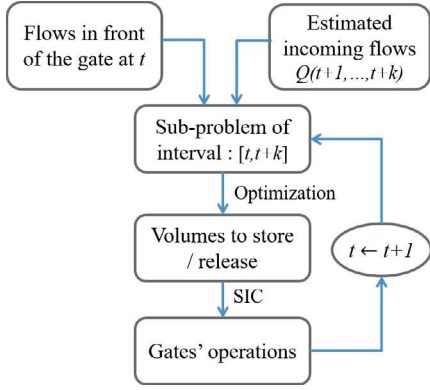 Flows in front
of the gate at t
Estimated
incoming flows
Q(t+1,...,t+k)
Sub-problem of
interval : [t,t+k]
Optimization
Volumes to store
/ release
t ← t+1
SIC
Gates' operations